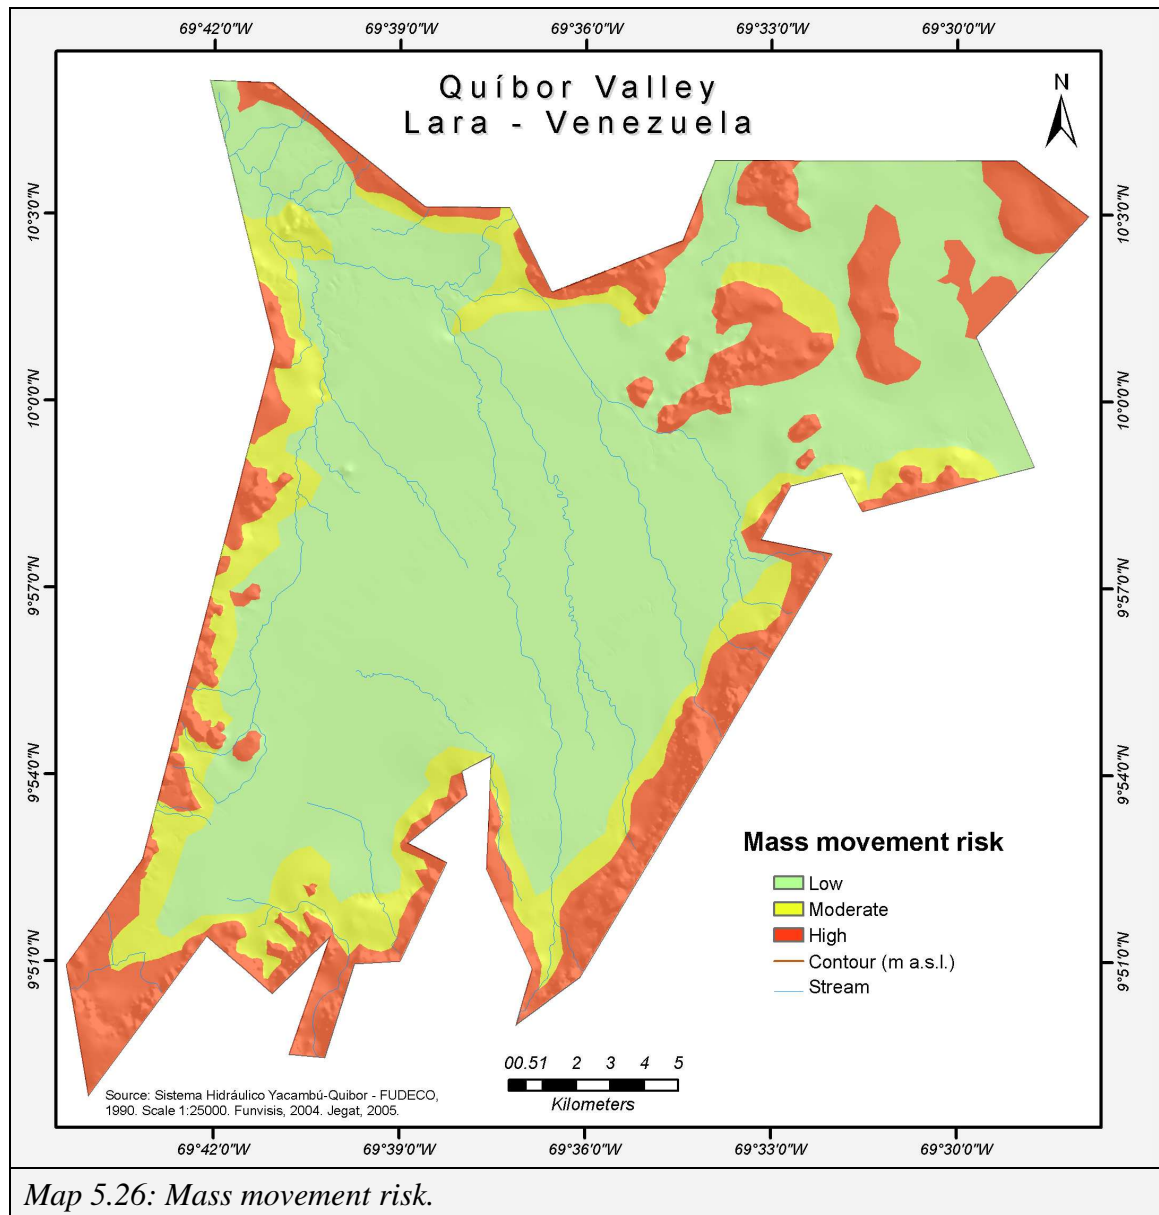 69°42'0"W 69°39'0"W 69°36'0"W 69°33'0"W 69°30'0"W
Quíbor Valley
Lara - Venezuela
N
10°3'0"N 10°3'0"N
10°0'0"N 10°0'0"N
9°57'0"N 9°57'0"N
9°54'0"N 9°54'0"N
9°51'0"N 9°51'0"N
Mass movement risk
Low
Moderate
High
Contour (m a.s.l.)
Stream
00.51 2 3 4 5
Kilometers
Source: Sistema Hidráulico Yacambú-Quibor - FUDECO,
1990. Scale 1:25000. Funvisis, 2004. Jegat, 2005.
69°42'0"W 69°39'0"W 69°36'0"W 69°33'0"W 69°30'0"W
Map 5.26: Mass movement risk.